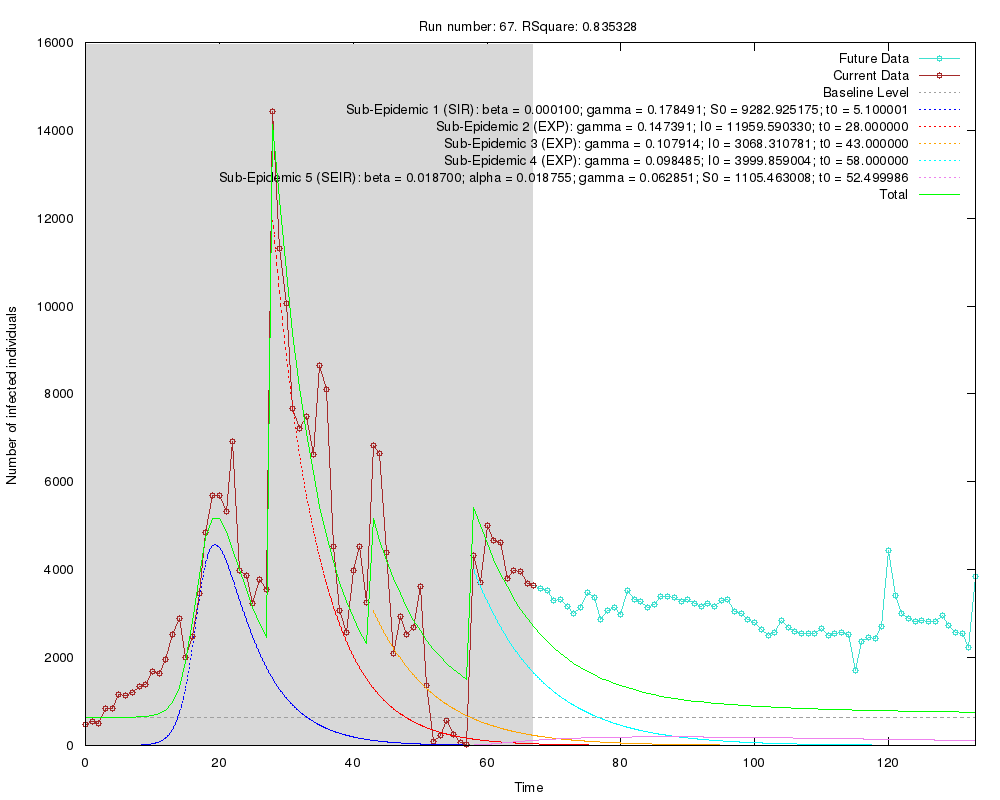 Run number: 67. RSquare: 0.835328
16000
14000
12000
10000
8000
6000
4000
2000
0
Number of infected individuals
Future Data
Current Data
Baseline Level
Sub-Epidemic 1 (SIR): beta = 0.000100; gamma = 0.178491; S0 = 9282.925175; t0 = 5.100001
Sub-Epidemic 2 (EXP): gamma = 0.147391; I0 = 11959.590330; t0 = 28.000000
Sub-Epidemic 3 (EXP): gamma = 0.107914; I0 = 3068.310781; t0 = 43.000000
Sub-Epidemic 4 (EXP): gamma = 0.098485; I0 = 3999.859004; t0 = 58.000000
Sub-Epidemic 5 (SEIR): beta = 0.018700; alpha = 0.018755; gamma = 0.062851; S0 = 1105.463008; t0 = 52.499986
Total
0 20 40 60 80 100 120
Time